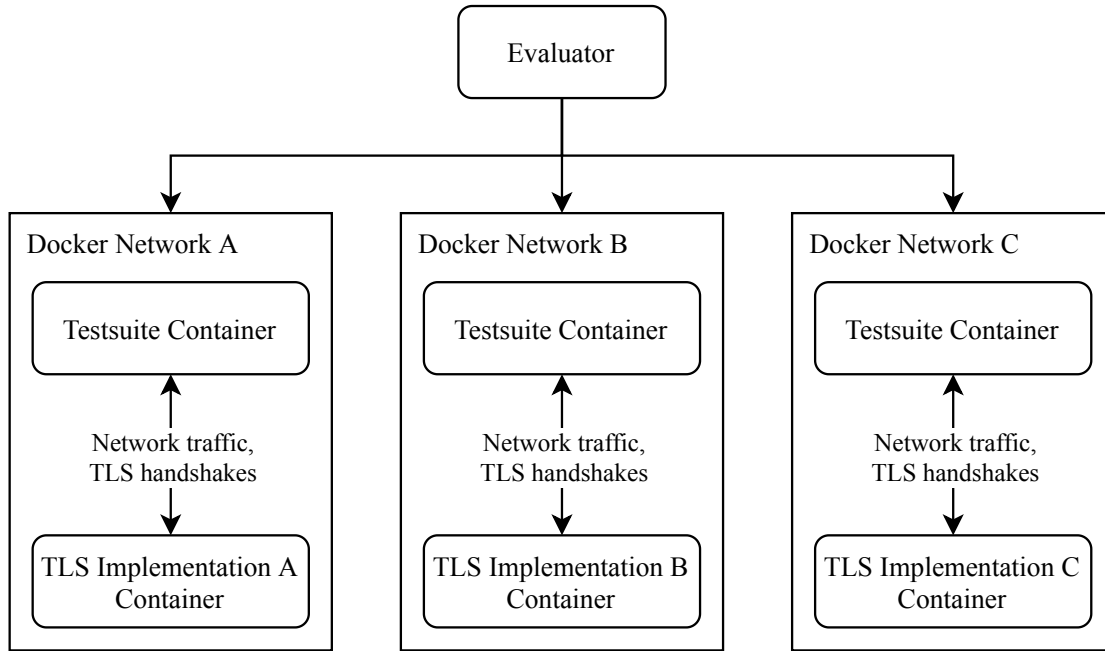 Evaluator
Docker Network A
Testsuite Container
Network traffic,
TLS handshakes
TLS Implementation A
Container
Docker Network B
Testsuite Container
Network traffic,
TLS handshakes
TLS Implementation B
Container
Docker Network C
Testsuite Container
Network traffic,
TLS handshakes
TLS Implementation C
Container